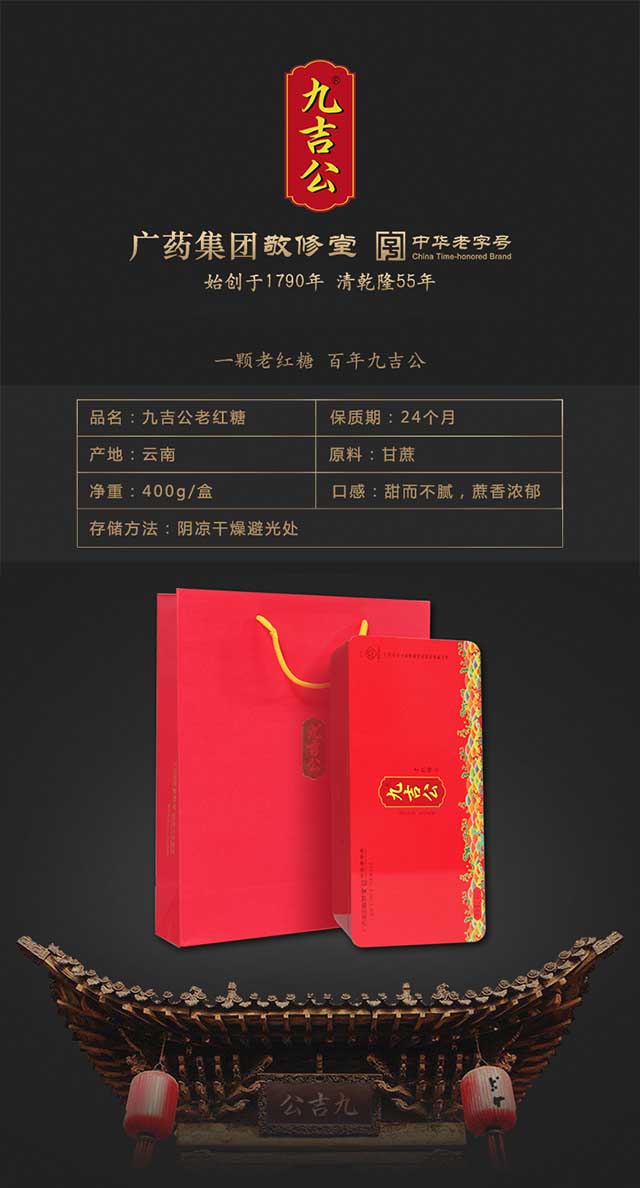 九吉公®
广药集团敬修堂 中华老字号
China Time-honored Brand
始创于1790年 清乾隆55年
一颗老红糖 百年九吉公
品名：九吉公老红糖 保质期：24个月
产地：云南 原料：甘蔗
净重：400g/盒 口感：甜而不腻，蔗香浓郁
存储方法：阴凉干燥避光处
九吉公
九吉公
公吉九